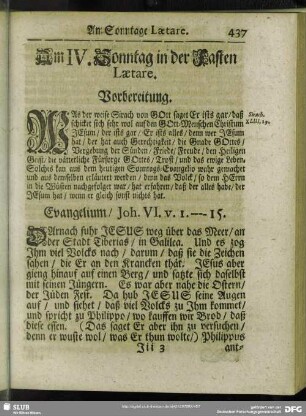 Am Sonntage Lætare. 437
Am IV. Sonntag in der Fasten
Lætare.
Vorbereitung.
WAs der weise Sirach von Gott saget Er ists gar/ daß
schicket sich sehr wol auf den GOtt-Menschen Christum
JEsum/ der ists gar/ Er ists alles/ denn wer JEsum
hat/ der hat auch Gerechtigkeit/ die Gnade GOttes/
Vergebung der Sünden/ Friede/ Freude/ den Heiligen
Geist/ die väterliche Fürsorge GOttes/ Trost/ und das ewige Leben.
Solches kan aus dem heutigen Sonntags-Evangelio wahr gemachet
und aus demselben erläutert werden/ denn das Volck/ so dem HErrn
in die Wüsten nachgefolget war/ hat erfahren/ daß der alles habe/ der
JEsum hat/ wenn er gleich sonst nichts hat.
Sirach.
XLIII, 29.
Evangelium/ Joh. VI. v. 1.—15.
DArnach fuhr JESUS weg über das Meer/ an
der Stadt Tiberias/ in Galilea. Und es zog
Ihm viel Volcks nach/ darum/ daß sie die Zeichen
sahen/ die Er an den Krancken thät. JEsus aber
gieng hinauf auf einen Berg/ und satzte sich daselbst
mit seinen Jüngern. Es war aber nahe die Ostern/
der Jüden Fest. Da hub JESUS seine Augen
auf/ und siehet/ daß viel Volcks zu Ihm kommet/
und spricht zu Philippo/ wo kauffen wir Brod/ daß
diese essen. (Das saget Er aber ihn zu versuchen/
denn er wuste wol/ was Er thun wolte/) Philippus
Iii 3 ant-